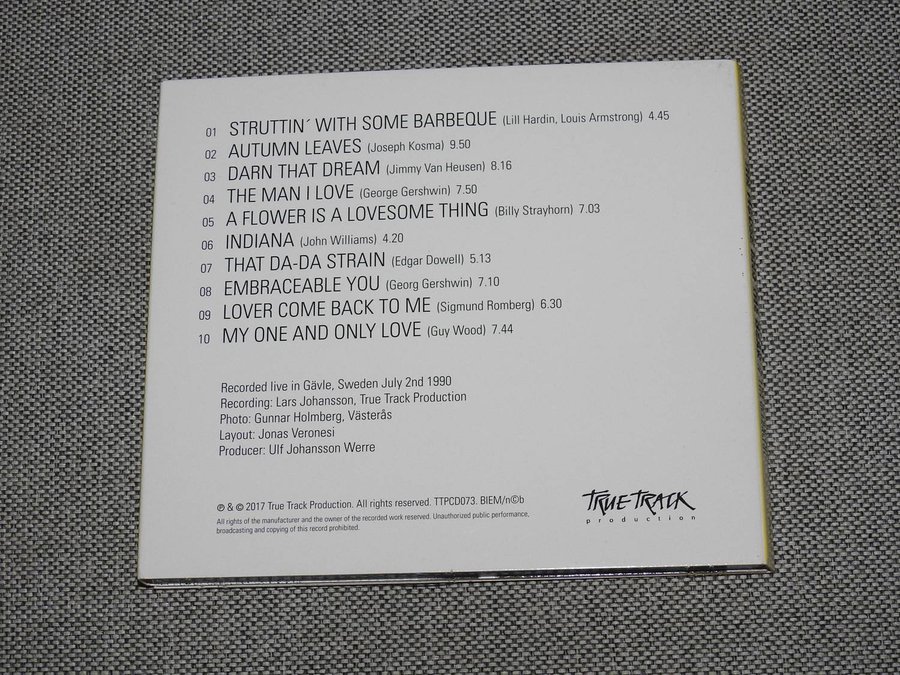 01 STRUTTIN´ WITH SOME BARBEQUE (Lill Hardin, Louis Armstrong) 4.45
02 AUTUMN LEAVES (Joseph Kosma) 9.50
03 DARN THAT DREAM (Jimmy Van Heusen) 8.16
04 THE MAN I LOVE (George Gershwin) 7.50
05 A FLOWER IS A LOVESOME THING (Billy Strayhorn) 7.03
06 INDIANA (John Williams) 4.20
07 THAT DA-DA STRAIN (Edgar Dowell) 5.13
08 EMBRACEABLE YOU (Georg Gershwin) 7.10
09 LOVER COME BACK TO ME (Sigmund Romberg) 6.30
10 MY ONE AND ONLY LOVE (Guy Wood) 7.44
Recorded live in Gävle, Sweden July 2nd 1990
Recording: Lars Johansson, True Track Production
Photo: Gunnar Holmberg, Västerås
Layout: Jonas Veronesi
Producer: Ulf Johansson Werre
℗ & © 2017 True Track Production. All rights reserved. TTPCD073. BIEM/n©b
All rights of the manufacturer and the owner of the recorded work reserved. Unauthorized public performance,
broadcasting and copying of this record prohibited.
TRUE TRACK
production